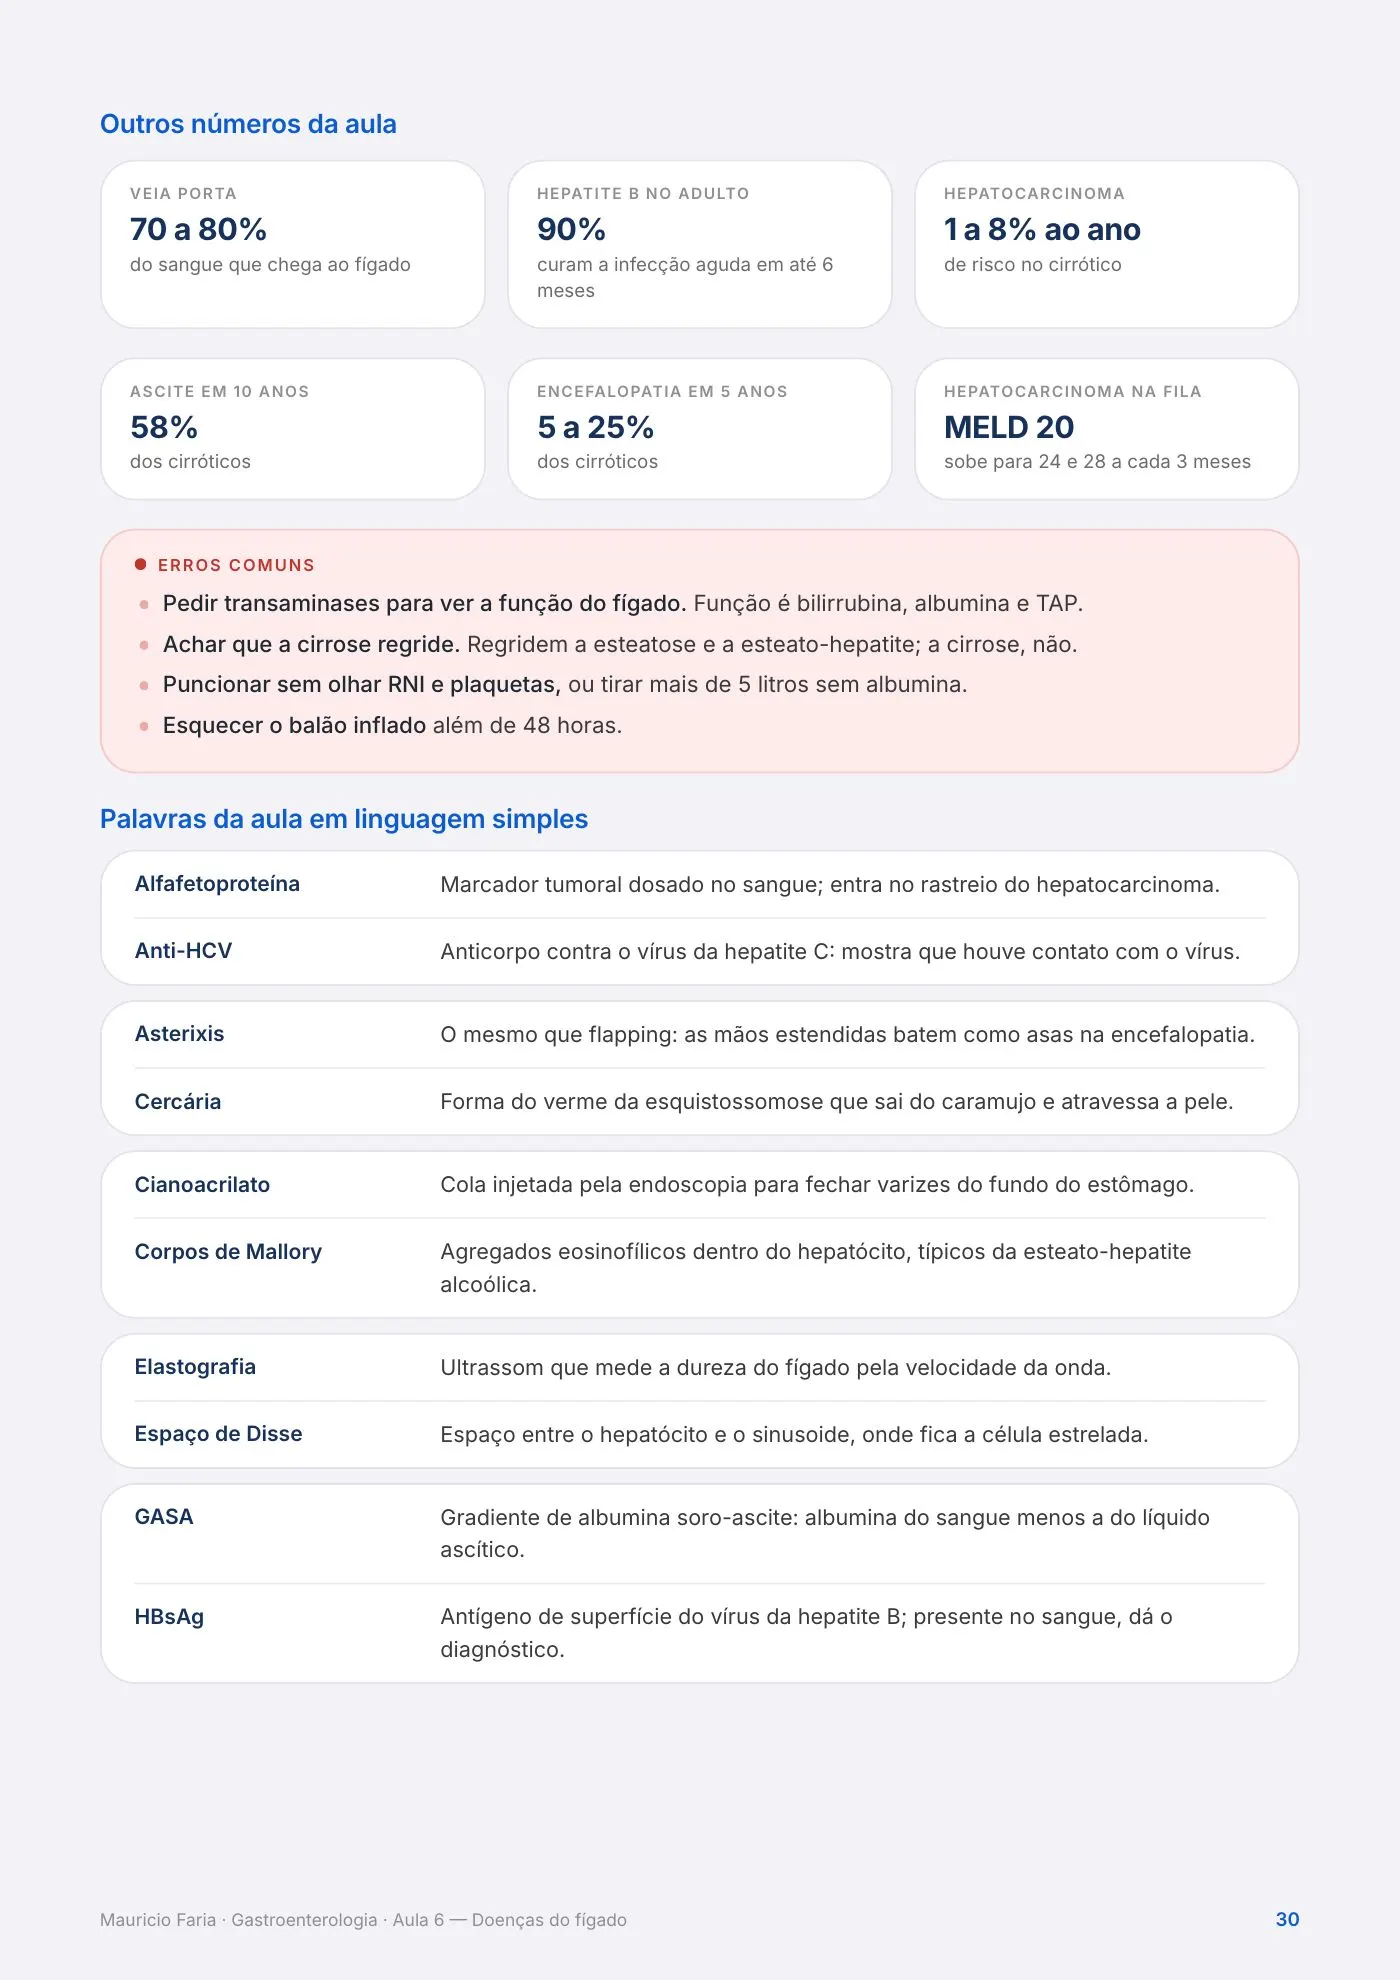 Outros números da aula
VEIA PORTA
70 a 80%
do sangue que chega ao fígado
HEPATITE B NO ADULTO
90%
curam a infecção aguda em até 6
meses
HEPATOCARCINOMA
1 a 8% ao ano
de risco no cirrótico
ASCITE EM 10 ANOS
58%
dos cirróticos
ENCEFALOPATIA EM 5 ANOS
5 a 25%
dos cirróticos
HEPATOCARCINOMA NA FILA
MELD 20
sobe para 24 e 28 a cada 3 meses
ERROS COMUNS
Pedir transaminases para ver a função do fígado. Função é bilirrubina, albumina e TAP.
Achar que a cirrose regride. Regridem a esteatose e a esteato-hepatite; a cirrose, não.
Puncionar sem olhar RNI e plaquetas, ou tirar mais de 5 litros sem albumina.
Esquecer o balão inflado além de 48 horas.
Palavras da aula em linguagem simples
Alfafetoproteína
Marcador tumoral dosado no sangue; entra no rastreio do hepatocarcinoma.
Anti-HCV
Anticorpo contra o vírus da hepatite C: mostra que houve contato com o vírus.
Asterixis
O mesmo que flapping: as mãos estendidas batem como asas na encefalopatia.
Cercária
Forma do verme da esquistossomose que sai do caramujo e atravessa a pele.
Cianoacrilato
Cola injetada pela endoscopia para fechar varizes do fundo do estômago.
Corpos de Mallory
Agregados eosinofílicos dentro do hepatócito, típicos da esteato-hepatite
alcoólica.
Elastografia
Ultrassom que mede a dureza do fígado pela velocidade da onda.
Espaço de Disse
Espaço entre o hepatócito e o sinusoide, onde fica a célula estrelada.
GASA
Gradiente de albumina soro-ascite: albumina do sangue menos a do líquido
ascítico.
HBsAg
Antígeno de superfície do vírus da hepatite B; presente no sangue, dá o
diagnóstico.
Mauricio Faria · Gastroenterologia · Aula 6 — Doenças do fígado
30